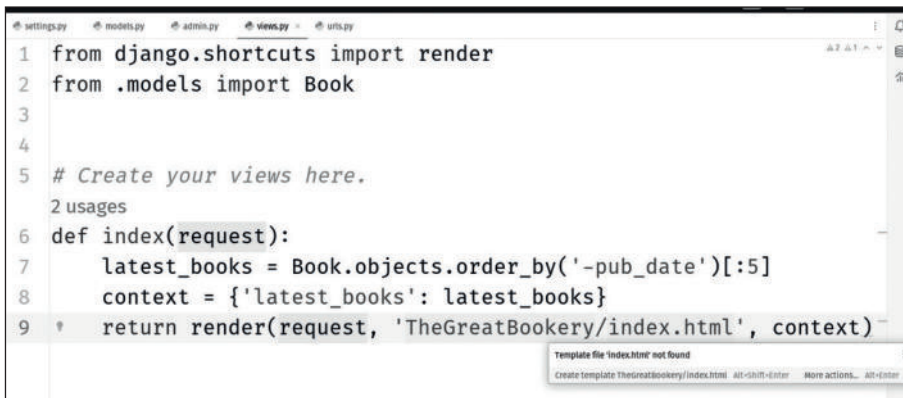 settings.py models.py admin.py views.py × urls.py
2 1
1 from django.shortcuts import render
2 from .models import Book
3
4
5 # Create your views here.
2 usages
6 def index(request):
7     latest_books = Book.objects.order_by('-pub_date')[:5]
8     context = {'latest_books': latest_books}
9     return render(request, 'TheGreatBookery/index.html', context)
Template file 'index.html' not found
Create template TheGreatBookery/index.html Alt+Shift+Enter More actions... Alt+Enter